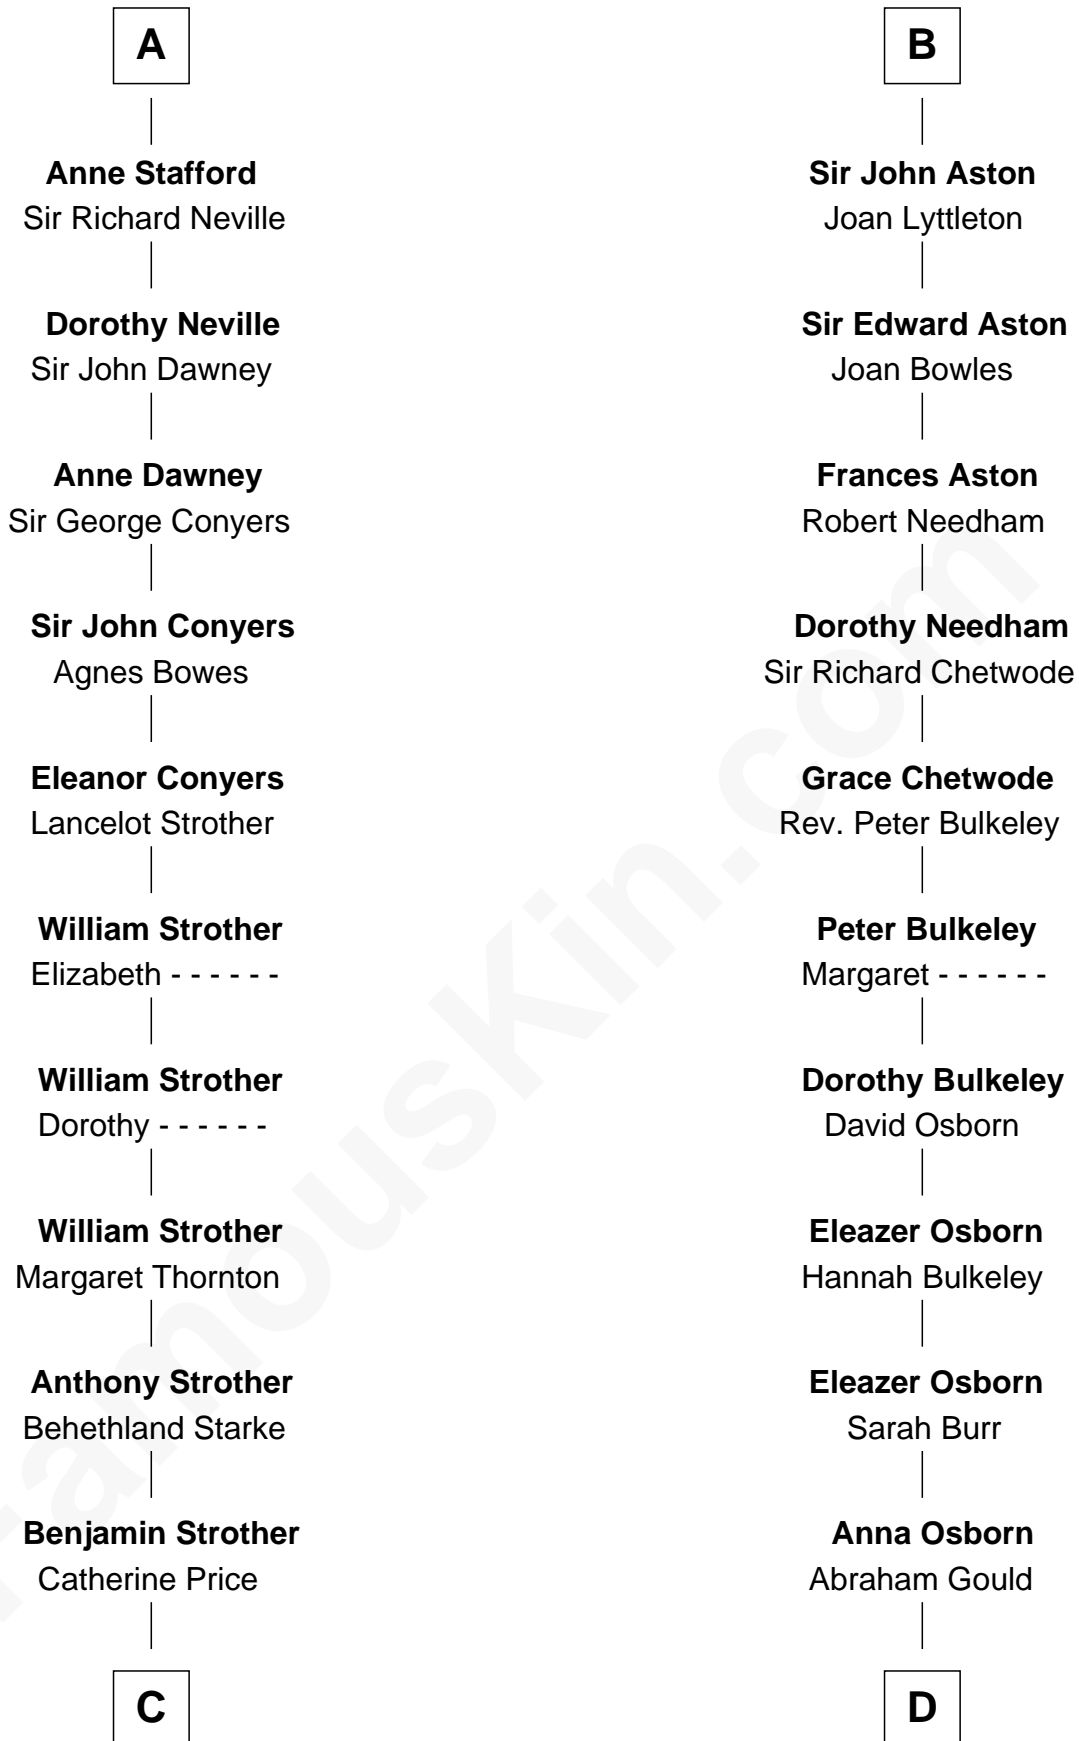 A
Anne Stafford
Sir Richard Neville
Dorothy Neville
Sir John Dawney
Anne Dawney
Sir George Conyers
Sir John Conyers
Agnes Bowes
Eleanor Conyers
Lancelot Strother
William Strother
Elizabeth - - - - - -
William Strother
Dorothy - - - - - -
William Strother
Margaret Thornton
Anthony Strother
Behethland Starke
Benjamin Strother
Catherine Price
C
B
Sir John Aston
Joan Lyttleton
Sir Edward Aston
Joan Bowles
Frances Aston
Robert Needham
Dorothy Needham
Sir Richard Chetwode
Grace Chetwode
Rev. Peter Bulkeley
Peter Bulkeley
Margaret - - - - - -
Dorothy Bulkeley
David Osborn
Eleazer Osborn
Hannah Bulkeley
Eleazer Osborn
Sarah Burr
Anna Osborn
Abraham Gould
D
FamousKin.com